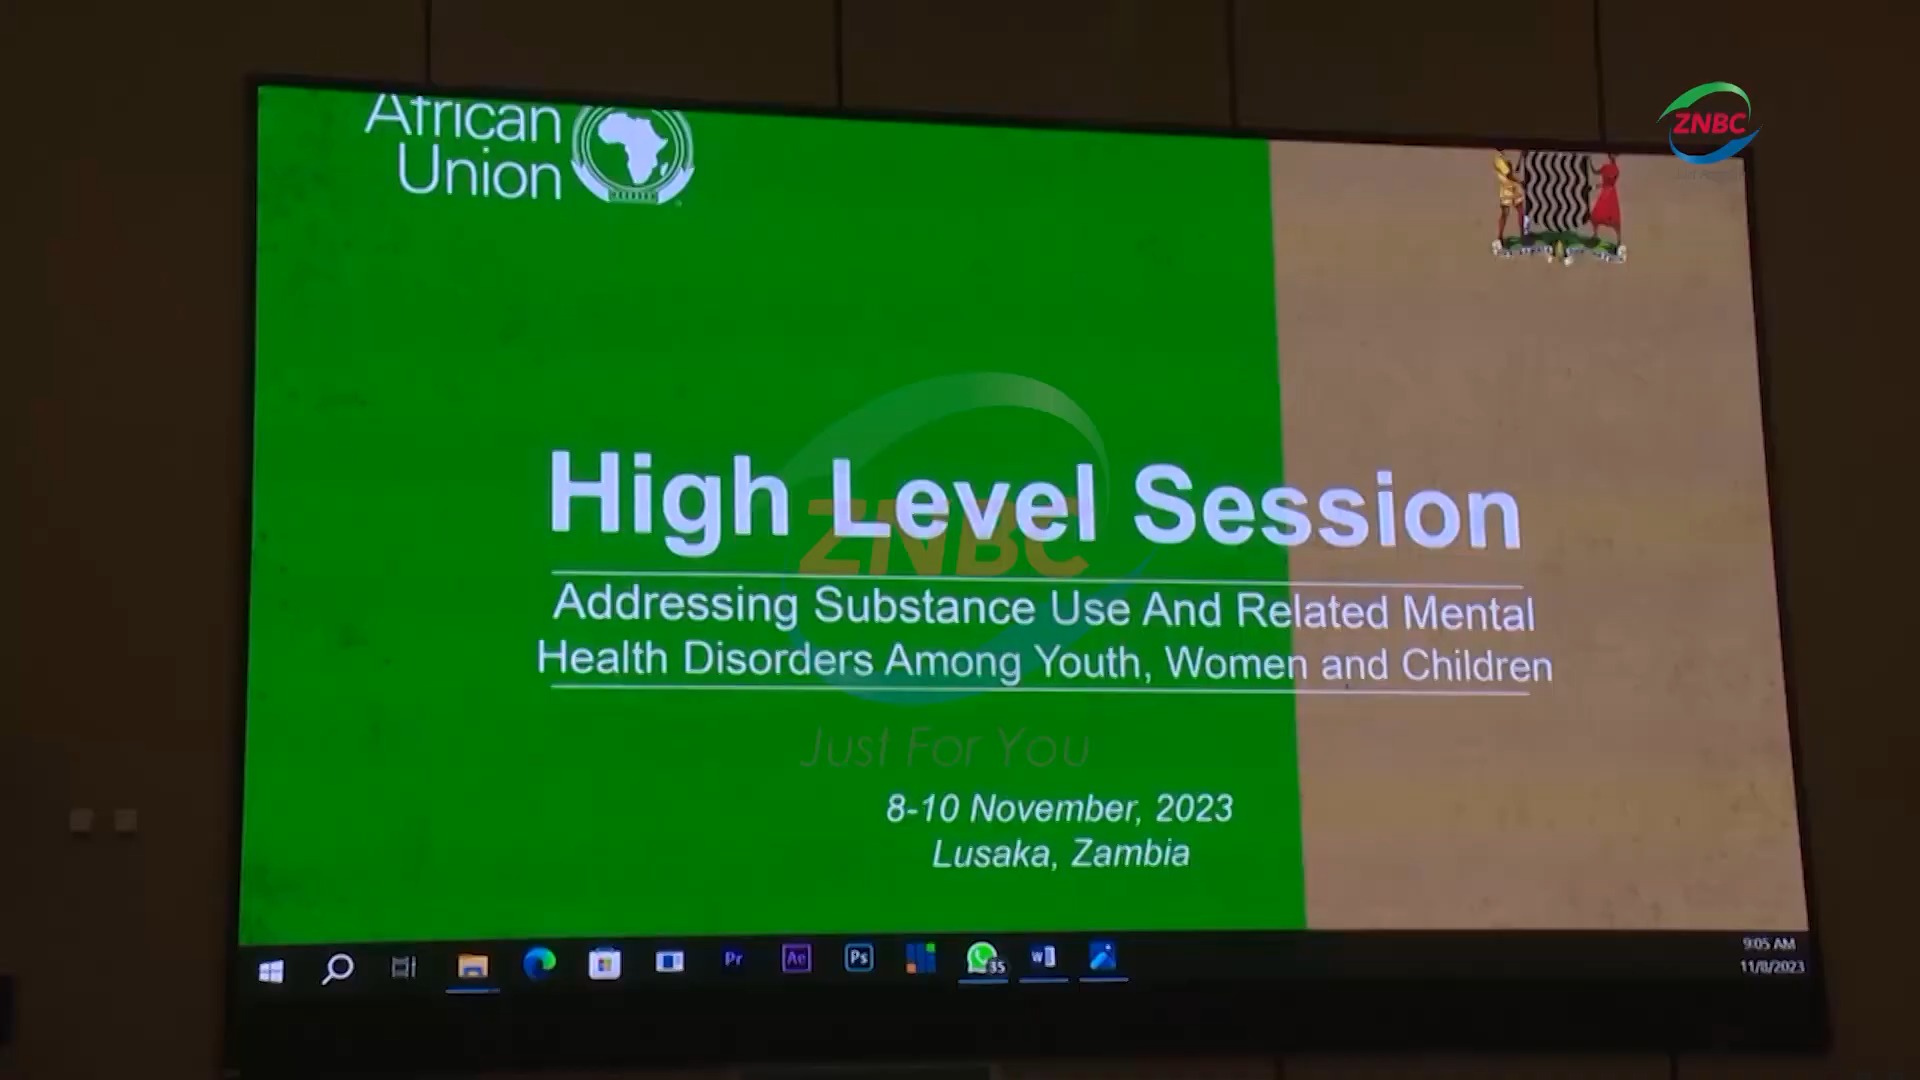 African
Union
ZNBC
High Level Session
ZNBC
Addressing Substance Use And Related Mental
Health Disorders Among Youth, Women and Children
Just For You
8-10 November, 2023
Lusaka, Zambia
Pr
Ae
Ps
35
W
9:05 AM
11/8/2023